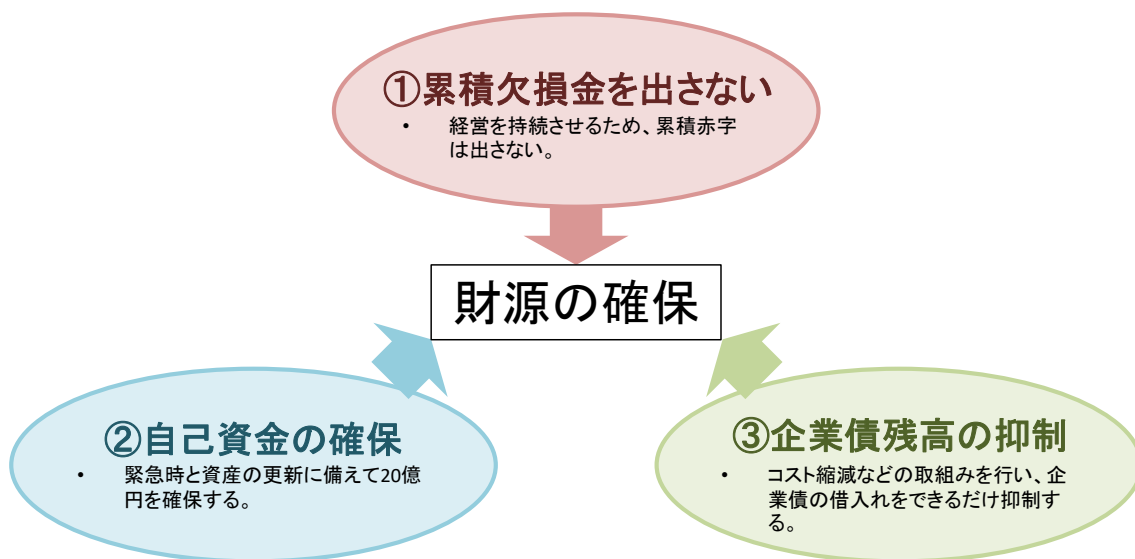 ①累積欠損金を出さない
• 経営を持続させるため、累積赤字
は出さない。
財源の確保
②自己資金の確保
• 緊急時と資産の更新に備えて20億
円を確保する。
③企業債残高の抑制
• コスト縮減などの取組みを行い、企
業債の借入れをできるだけ抑制す
る。